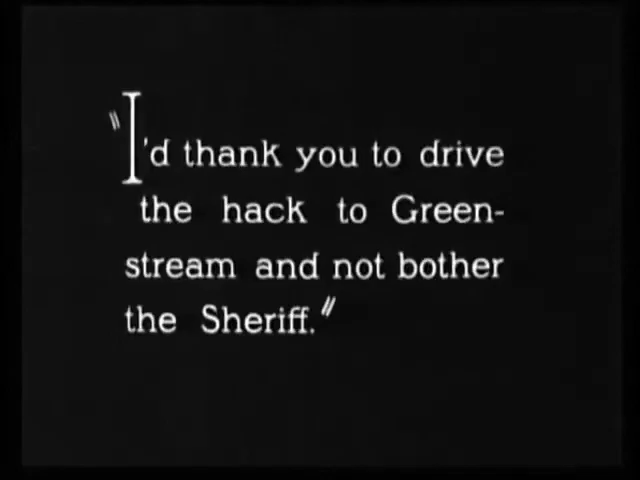 "I'd thank you to drive
the hack to Green-
stream and not bother
the Sheriff."